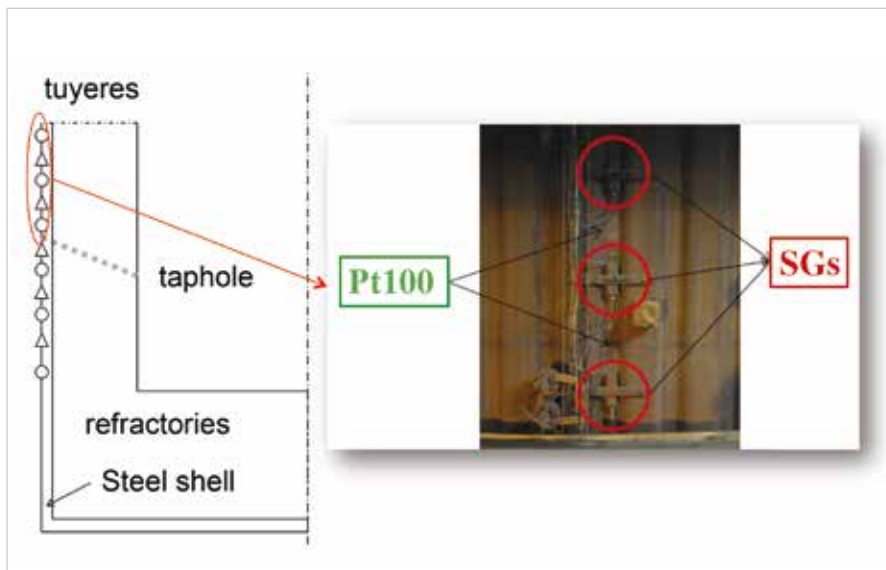 tuyeres
taphole
Pt100
SGs
refractories
Steel shell